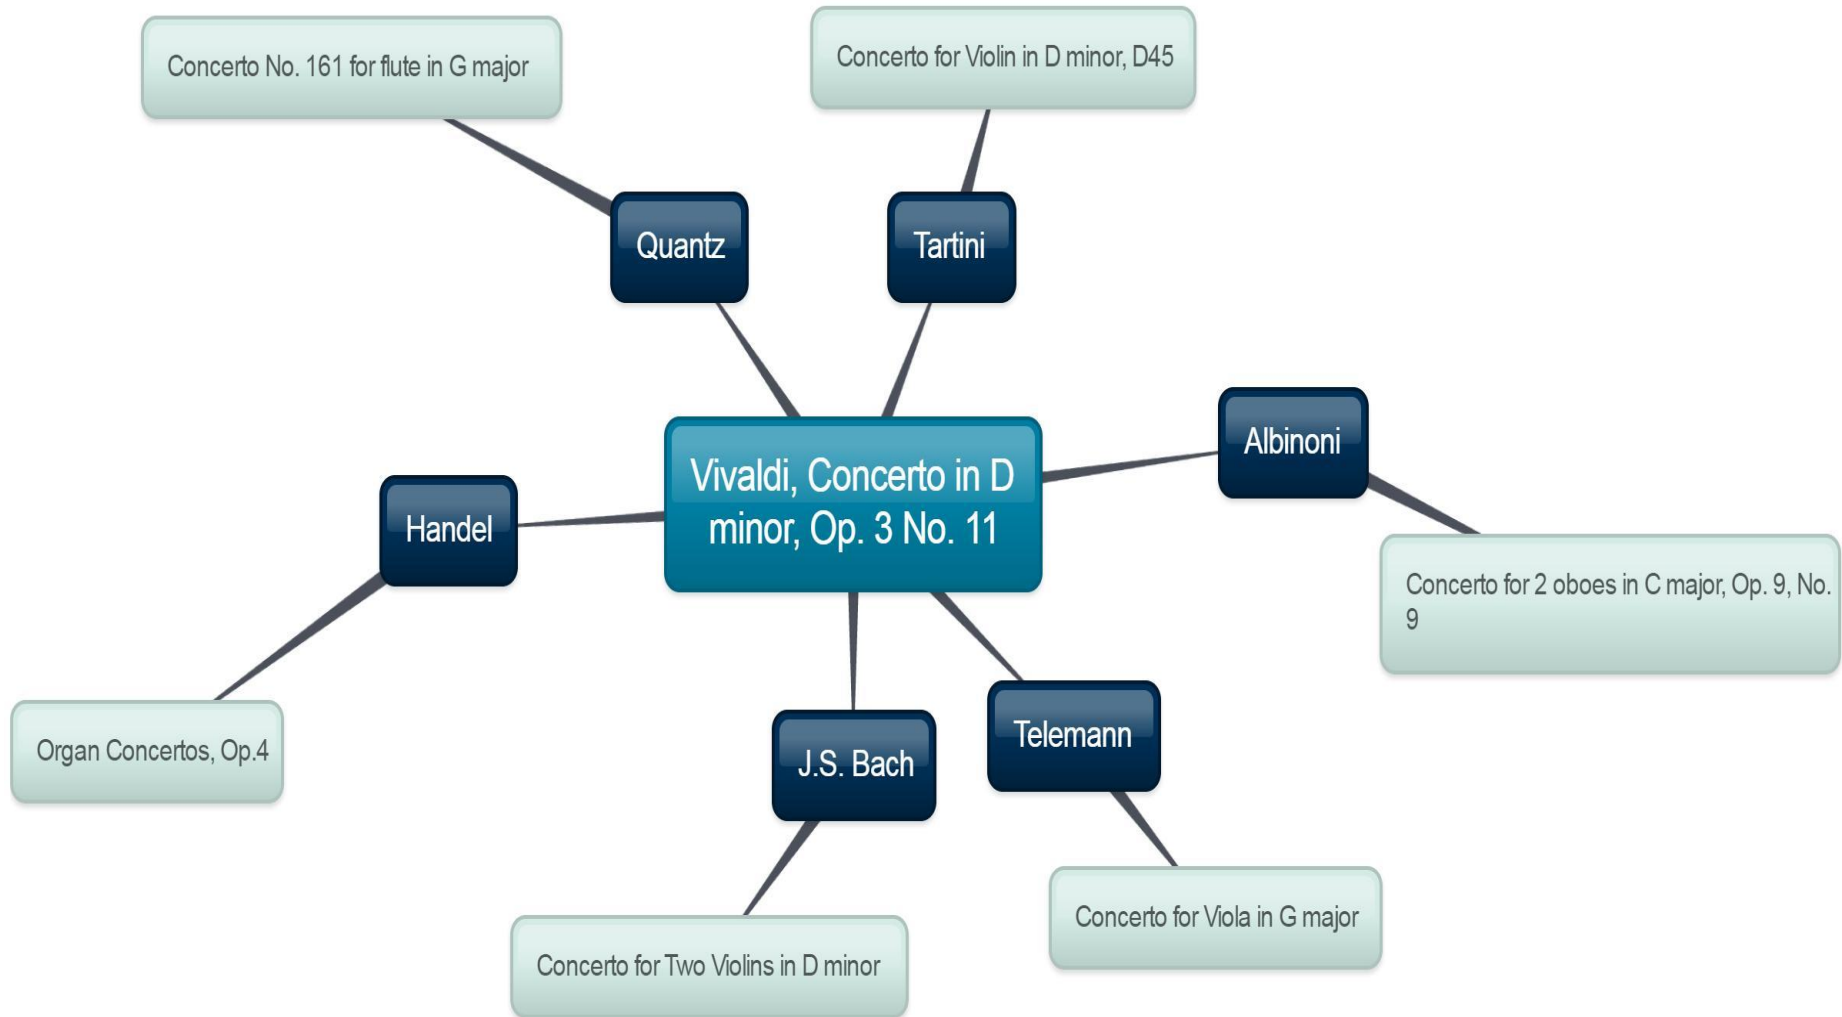 Concerto No. 161 for flute in G major
Concerto for Violin in D minor, D45
Quantz
Tartini
Albinoni
Vivaldi, Concerto in D
minor, Op. 3 No. 11
Handel
Concerto for 2 oboes in C major, Op. 9, No.
9
Organ Concertos, Op.4
J.S. Bach
Telemann
Concerto for Viola in G major
Concerto for Two Violins in D minor